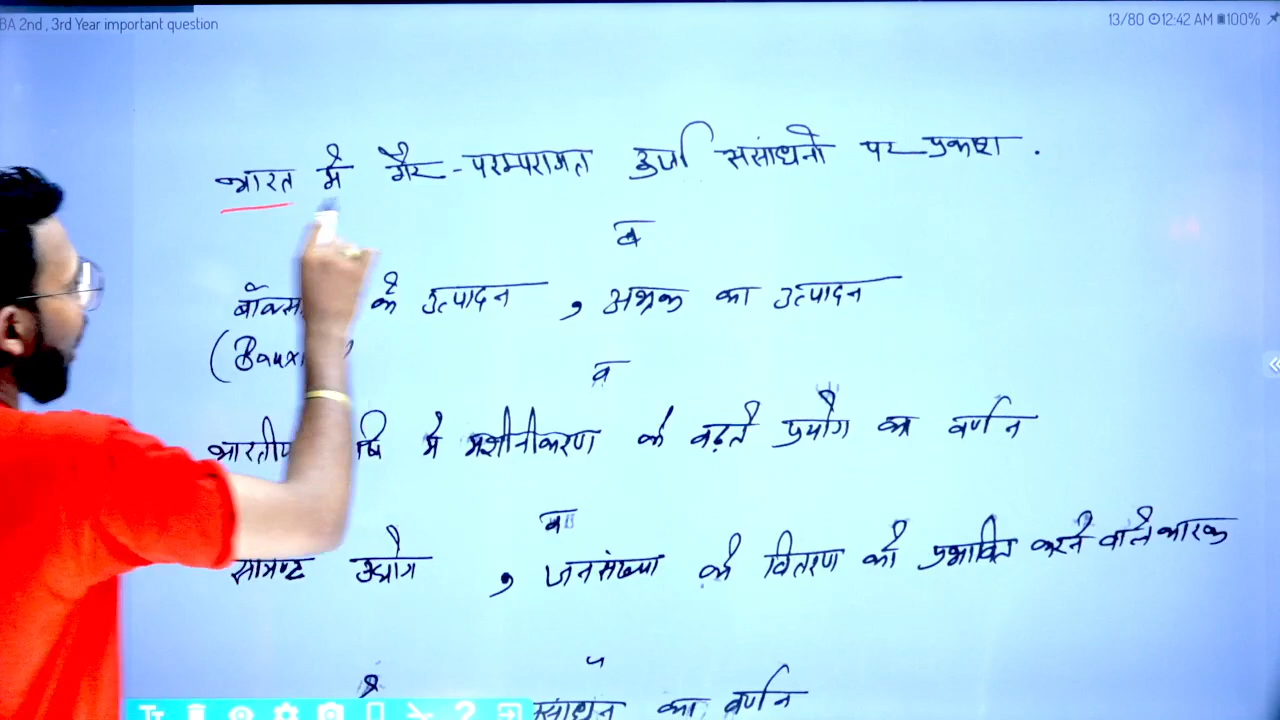 BA 2nd , 3rd Year important question
13/80 12:42 AM 100%
भारत में गैर - परम्परागत ऊर्जा संसाधनों पर प्रकाश .
व
के उत्पादन , अभ्रक का उत्पादन
व
में मशीनीकरण के बढ़ते प्रयोग का वर्णन
व
उद्योग , जनसंख्या के वितरण को प्रभावित करने वाले कारक
का वर्णन